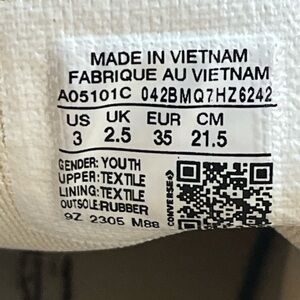 MADE IN VIETNAM
FABRIQUE AU VIETNAM
A05101C 042BMQ7HZ6242
US UK EUR CM
3 2.5 35 21.5
GENDER: YOUTH
UPPER: TEXTILE
LINING: TEXTILE
OUTSOLE: RUBBER
9Z 2305 M88
CONVERSE